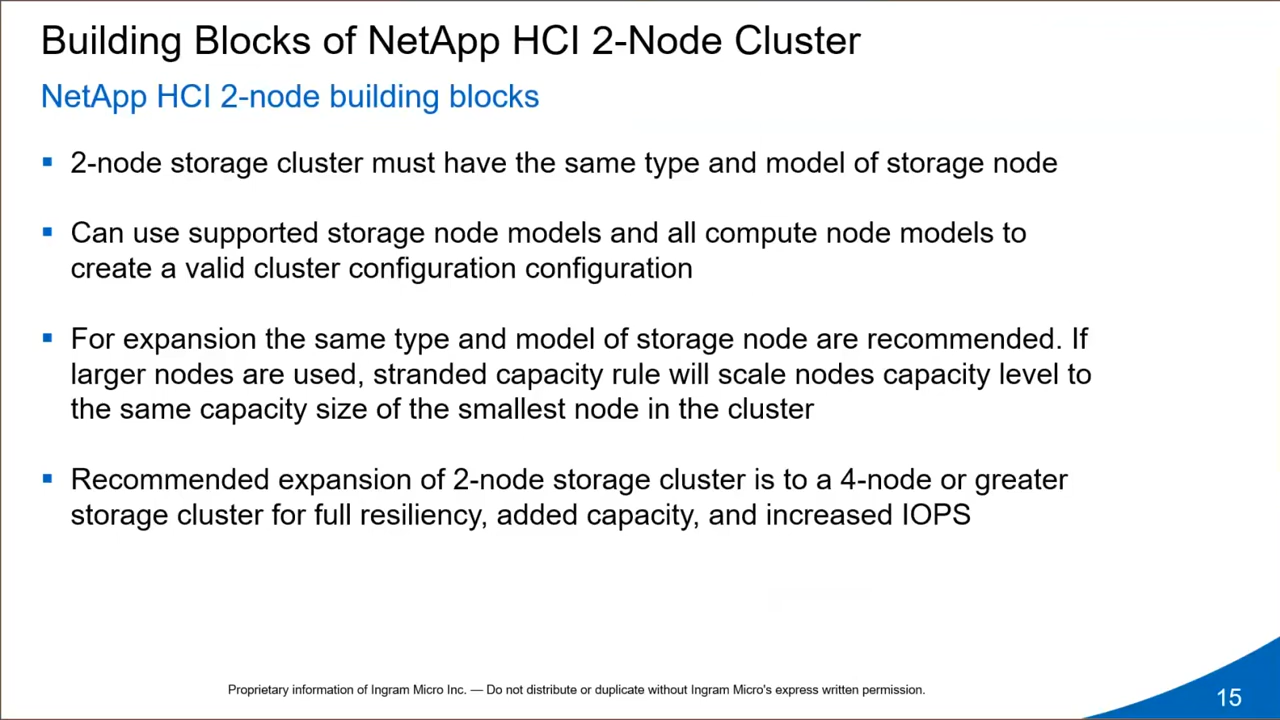 Building Blocks of NetApp HCI 2-Node Cluster
NetApp HCI 2-node building blocks
▪ 2-node storage cluster must have the same type and model of storage node
▪ Can use supported storage node models and all compute node models to
create a valid cluster configuration configuration
▪ For expansion the same type and model of storage node are recommended. If
larger nodes are used, stranded capacity rule will scale nodes capacity level to
the same capacity size of the smallest node in the cluster
▪ Recommended expansion of 2-node storage cluster is to a 4-node or greater
storage cluster for full resiliency, added capacity, and increased IOPS
Proprietary information of Ingram Micro Inc. — Do not distribute or duplicate without Ingram Micro's express written permission.
15